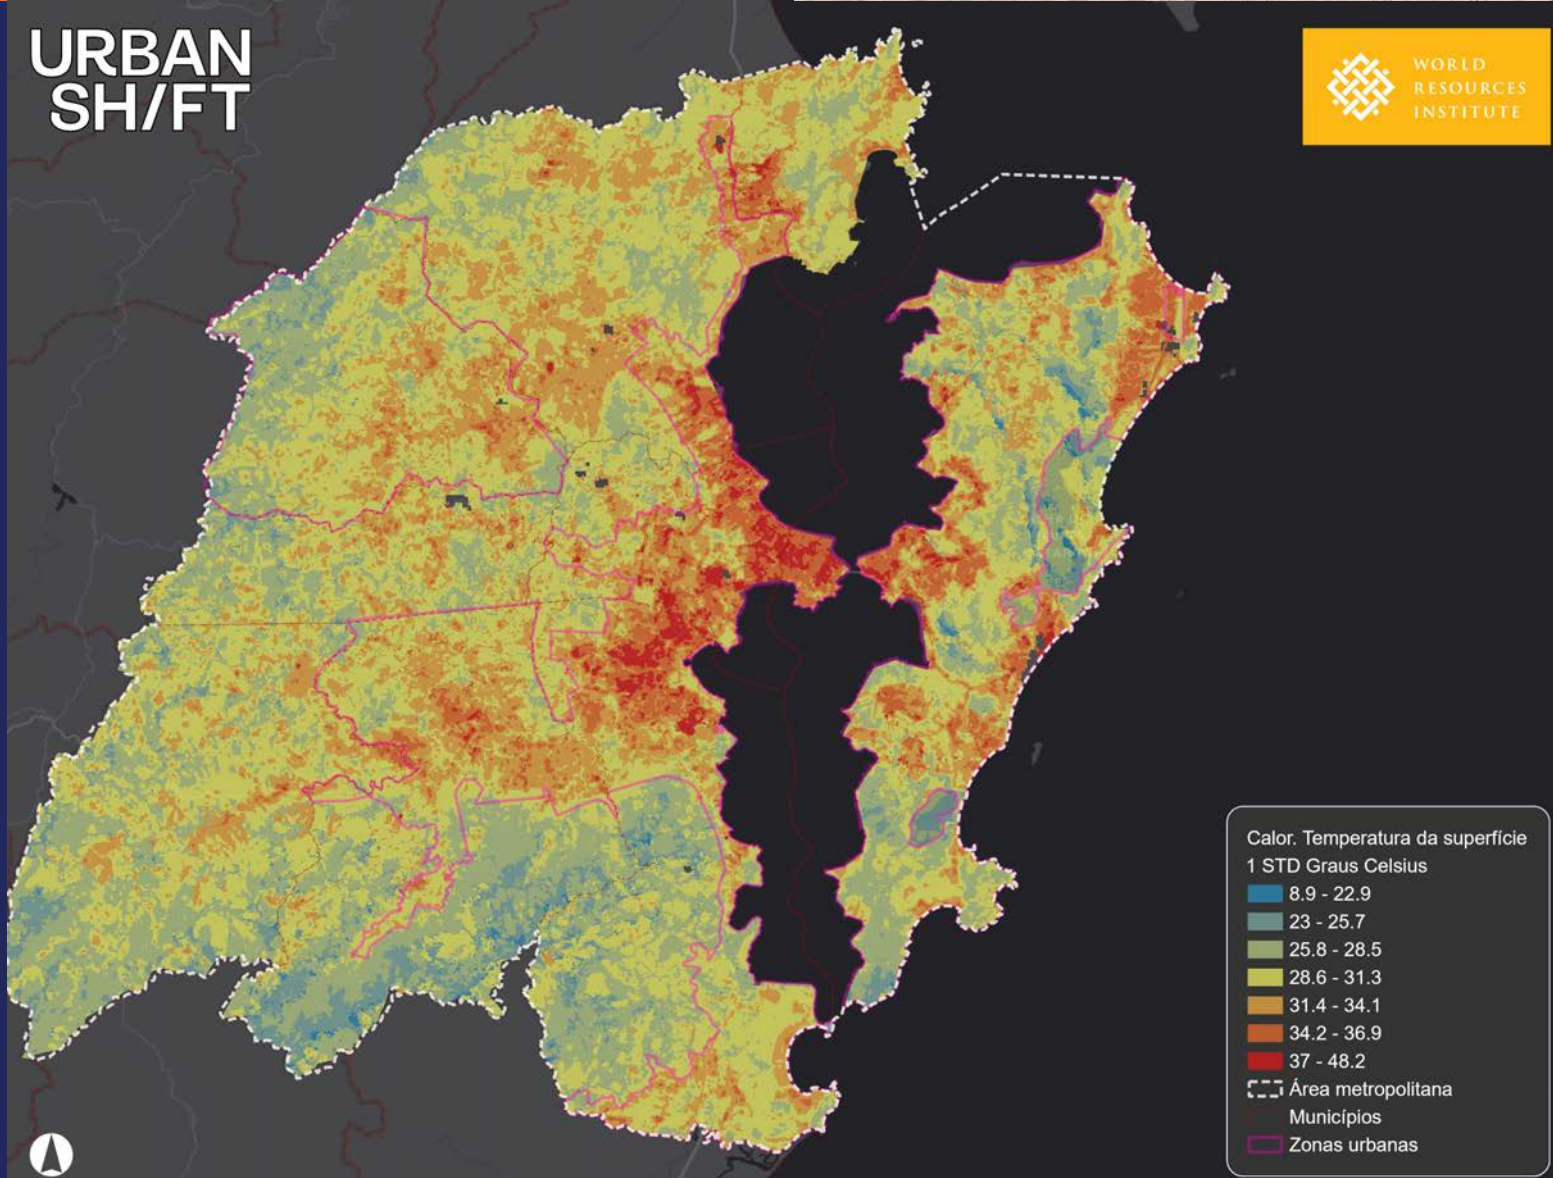 URBAN
SH/FT
WORLD
RESOURCES
INSTITUTE
Calor. Temperatura da superfície
1 STD Graus Celsius
8.9 - 22.9
23 - 25.7
25.8 - 28.5
28.6 - 31.3
31.4 - 34.1
34.2 - 36.9
37 - 48.2
Área metropolitana
Municípios
Zonas urbanas